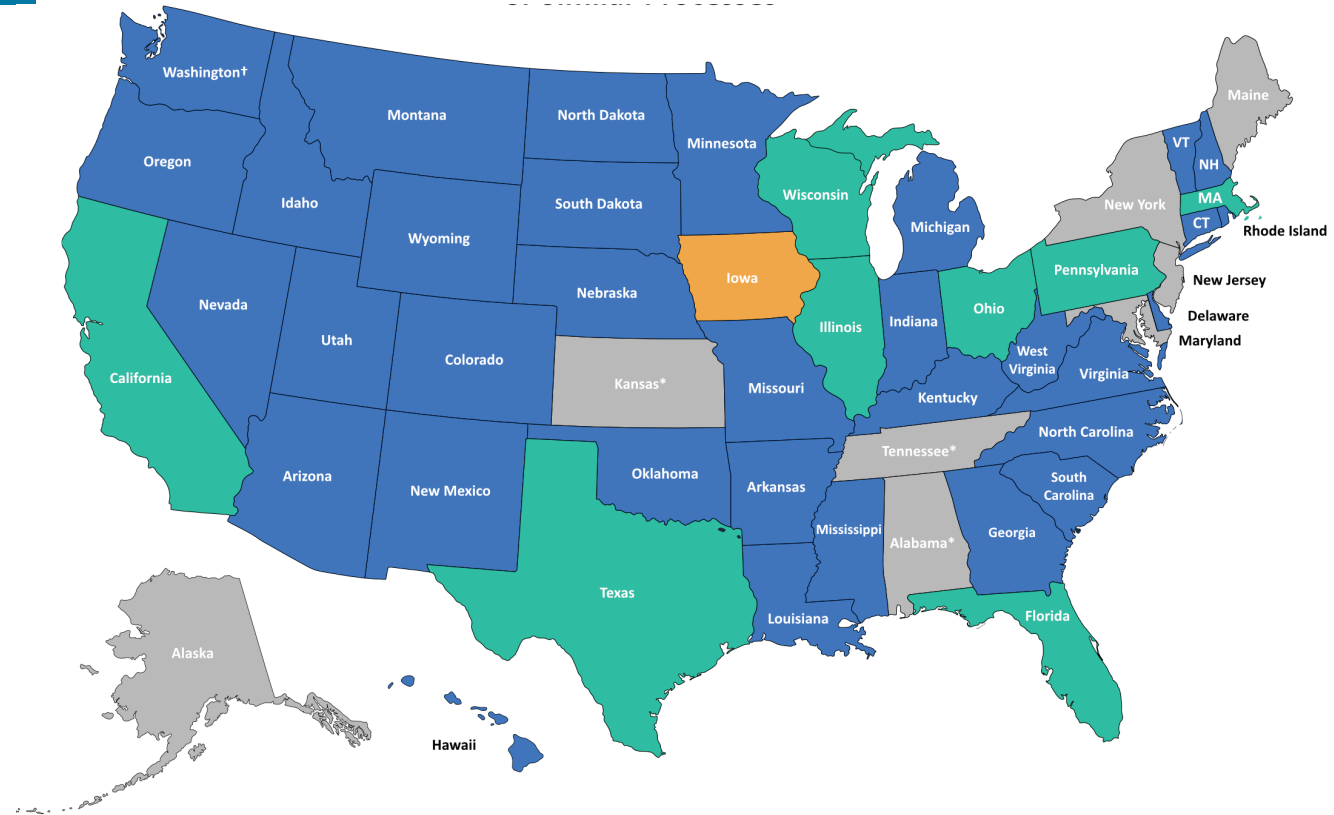 Washington†
Montana
North Dakota
Minnesota
Maine
Oregon
Idaho
Wyoming
South Dakota
Wisconsin
Michigan
New York
VT
NH
MA
CT
Rhode Island
Nevada
Utah
Colorado
Nebraska
Iowa
Illinois
Indiana
Ohio
Pennsylvania
New Jersey
Delaware
Maryland
California
Kansas*
Missouri
Kentucky
West
Virginia
Virginia
Arizona
New Mexico
Oklahoma
Arkansas
Tennessee*
North Carolina
South
Carolina
Mississippi
Alabama*
Georgia
Texas
Louisiana
Florida
Alaska
Hawaii